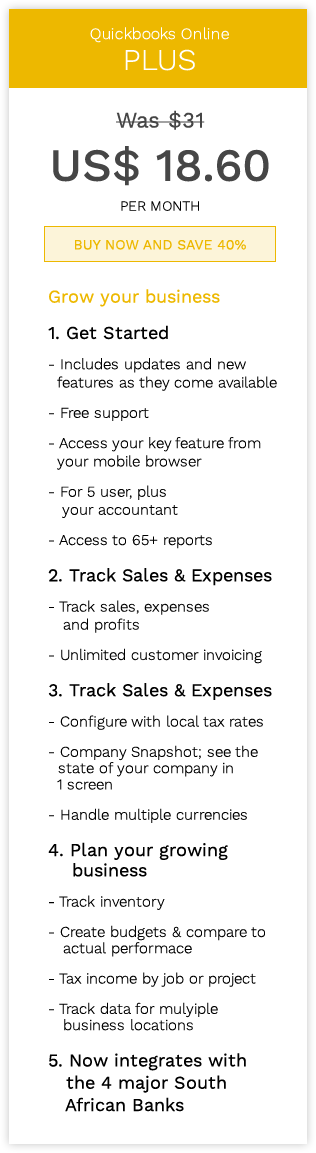 Quickbooks Online
PLUS
Was $31
US$ 18.60
PER MONTH
BUY NOW AND SAVE 40%
Grow your business
1. Get Started
- Includes updates and new
features as they come available
- Free support
- Access your key feature from
your mobile browser
- For 5 user, plus
your accountant
- Access to 65+ reports
2. Track Sales & Expenses
- Track sales, expenses
and profits
- Unlimited customer invoicing
3. Track Sales & Expenses
- Configure with local tax rates
- Company Snapshot; see the
state of your company in
1 screen
- Handle multiple currencies
4. Plan your growing
business
- Track inventory
- Create budgets & compare to
actual performace
- Tax income by job or project
- Track data for mulyiple
business locations
5. Now integrates with
the 4 major South
African Banks